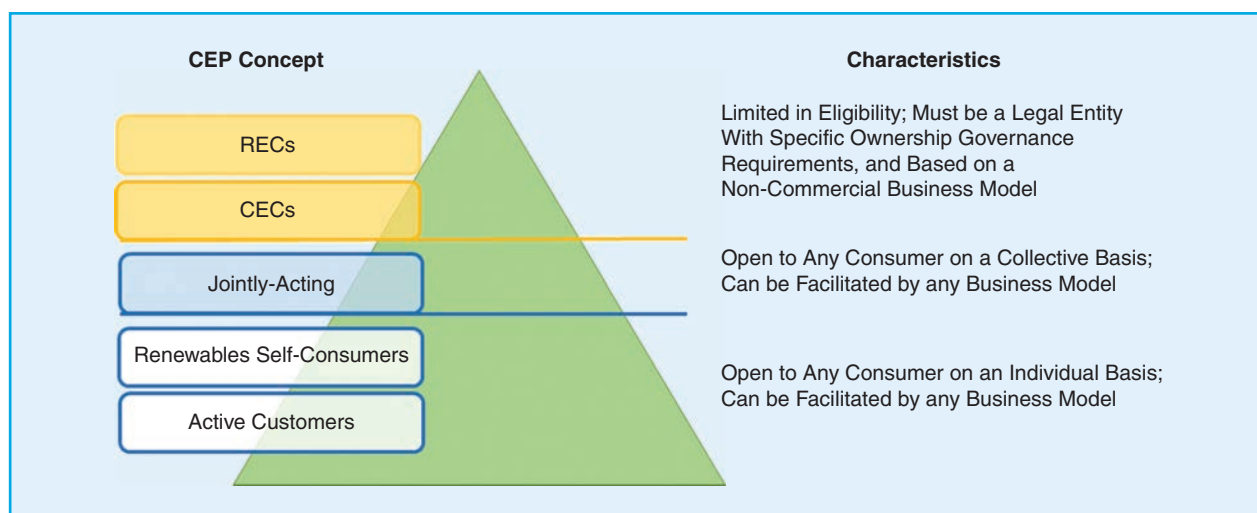 CEP Concept
Characteristics
RECs
CECs
Jointly-Acting
Renewables Self-Consumers
Active Customers
Limited in Eligibility; Must be a Legal Entity
With Specific Ownership Governance
Requirements, and Based on a
Non-Commercial Business Model
Open to Any Consumer on a Collective Basis;
Can be Facilitated by any Business Model
Open to Any Consumer on an Individual Basis;
Can be Facilitated by any Business Model